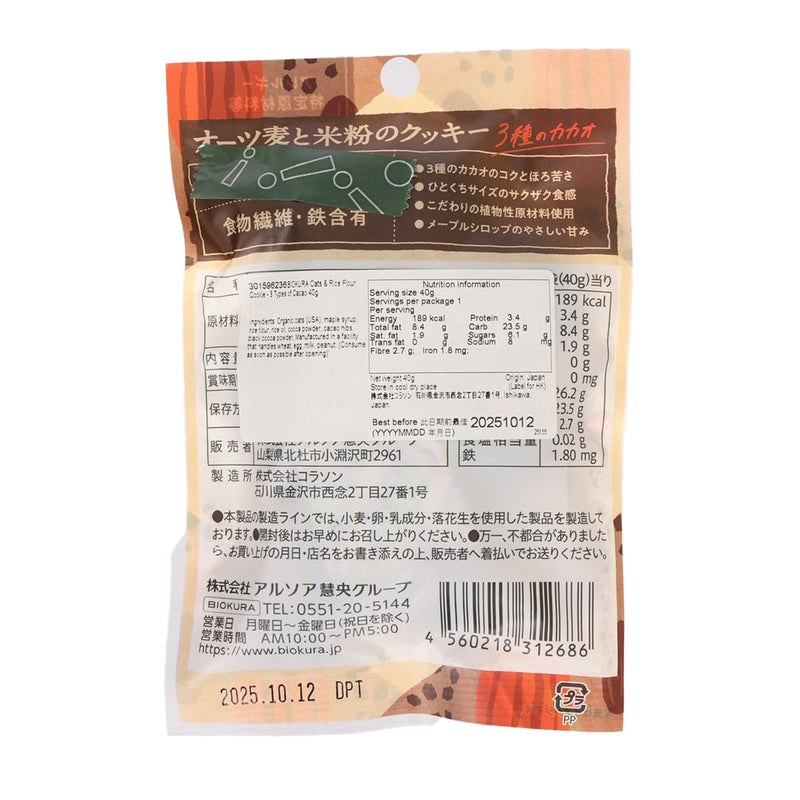 オーツ麦と米粉のクッキー 3種のカカオ
●3種のカカオのコクとほろ苦さ
●ひとくちサイズのサクザク食感
●こだわりの植物性原材料使用
●メープルシロップのやさしい甘み
食物繊維・鉄含有
名
原材料
内容量
賞味期
保存方
販売者
山梨県北杜市小淵沢町2961
製造所 株式会社コラソン
石川県金沢市西念2丁目27番1号
301596236BIOKURA Oats & Rice Flour
Cookie - 3 Types of Cacao 40g
Ingredients: Organic oats (USA), maple syrup,
rice flour, rice oil, cocoa powder, cacao nibs,
black cocoa powder. Manufactured in a facility
that handles wheat, egg, milk, peanut. (Consume
as soon as possible after opening)
Nutrition information
Serving size 40g
Servings per package 1
Per serving
Energy 189 kcal Protein 3.4 g
Total fat 8.4 g Carb 23.5 g
Sat. fat 1.9 g Sugars 6.1 g
Trans fat 0 g Sodium 8 mg
Fibre 2.7 g; Iron 1.8 mg;
Net weight 40g Origin: Japan
Store in cool dry place (Label for HK)
株式会社コラソン 石川県金沢市西念2丁目27番1号, Ishikawa,
Japan
Best before 此日期前最佳 20251012
(YYYYMMDD 年月日) 25155
(40g)当り
189 kcal
3.4 g
8.4 g
1.9 g
0 g
0 mg
26.2 g
23.5 g
2.7 g
食塩相当量 0.02 g
鉄 1.80 mg
●本製品の製造ラインでは、小麦・卵・乳成分・落花生を使用した製品を製造して
おります。●開封後はお早めにお召し上がりください。●万一、不都合がありました
ら、お買い上げの月日・店名をお書き添えの上、販売者へ着払いでお送りください。
株式会社 アルソア慧央グループ
BIOKURA TEL:0551-20-5144
営業日 月曜日〜金曜日(祝日を除く)
営業時間 AM10:00〜PM5:00
https://www.biokura.jp
4 560218 312686
2025.10.12 DPT
プラ
PP